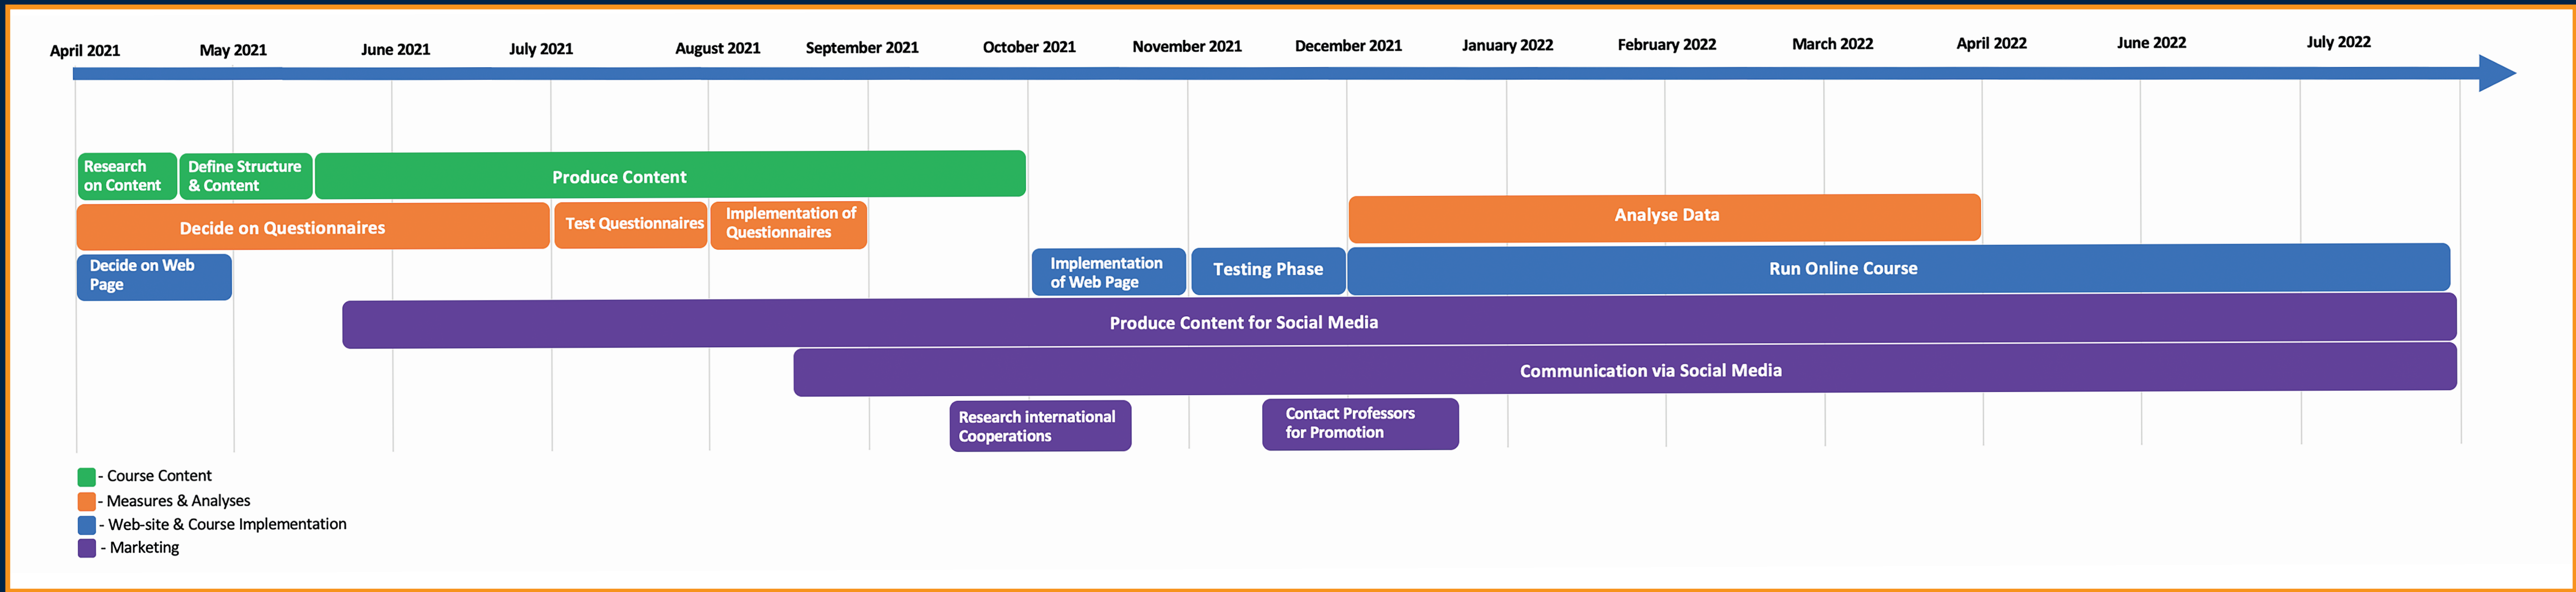 April 2021
May 2021
June 2021
July 2021
August 2021
September 2021
October 2021
November 2021
December 2021
January 2022
February 2022
March 2022
April 2022
June 2022
July 2022
Research
on Content
Define Structure
& Content
Produce Content
Decide on Questionnaires
Test Questionnaires
Implementation of
Questionnaires
Analyse Data
Decide on Web
Page
Implementation
of Web Page
Testing Phase
Run Online Course
Produce Content for Social Media
Communication via Social Media
Research international
Cooperations
Contact Professors
for Promotion
- Course Content
- Measures & Analyses
- Web-site & Course Implementation
- Marketing